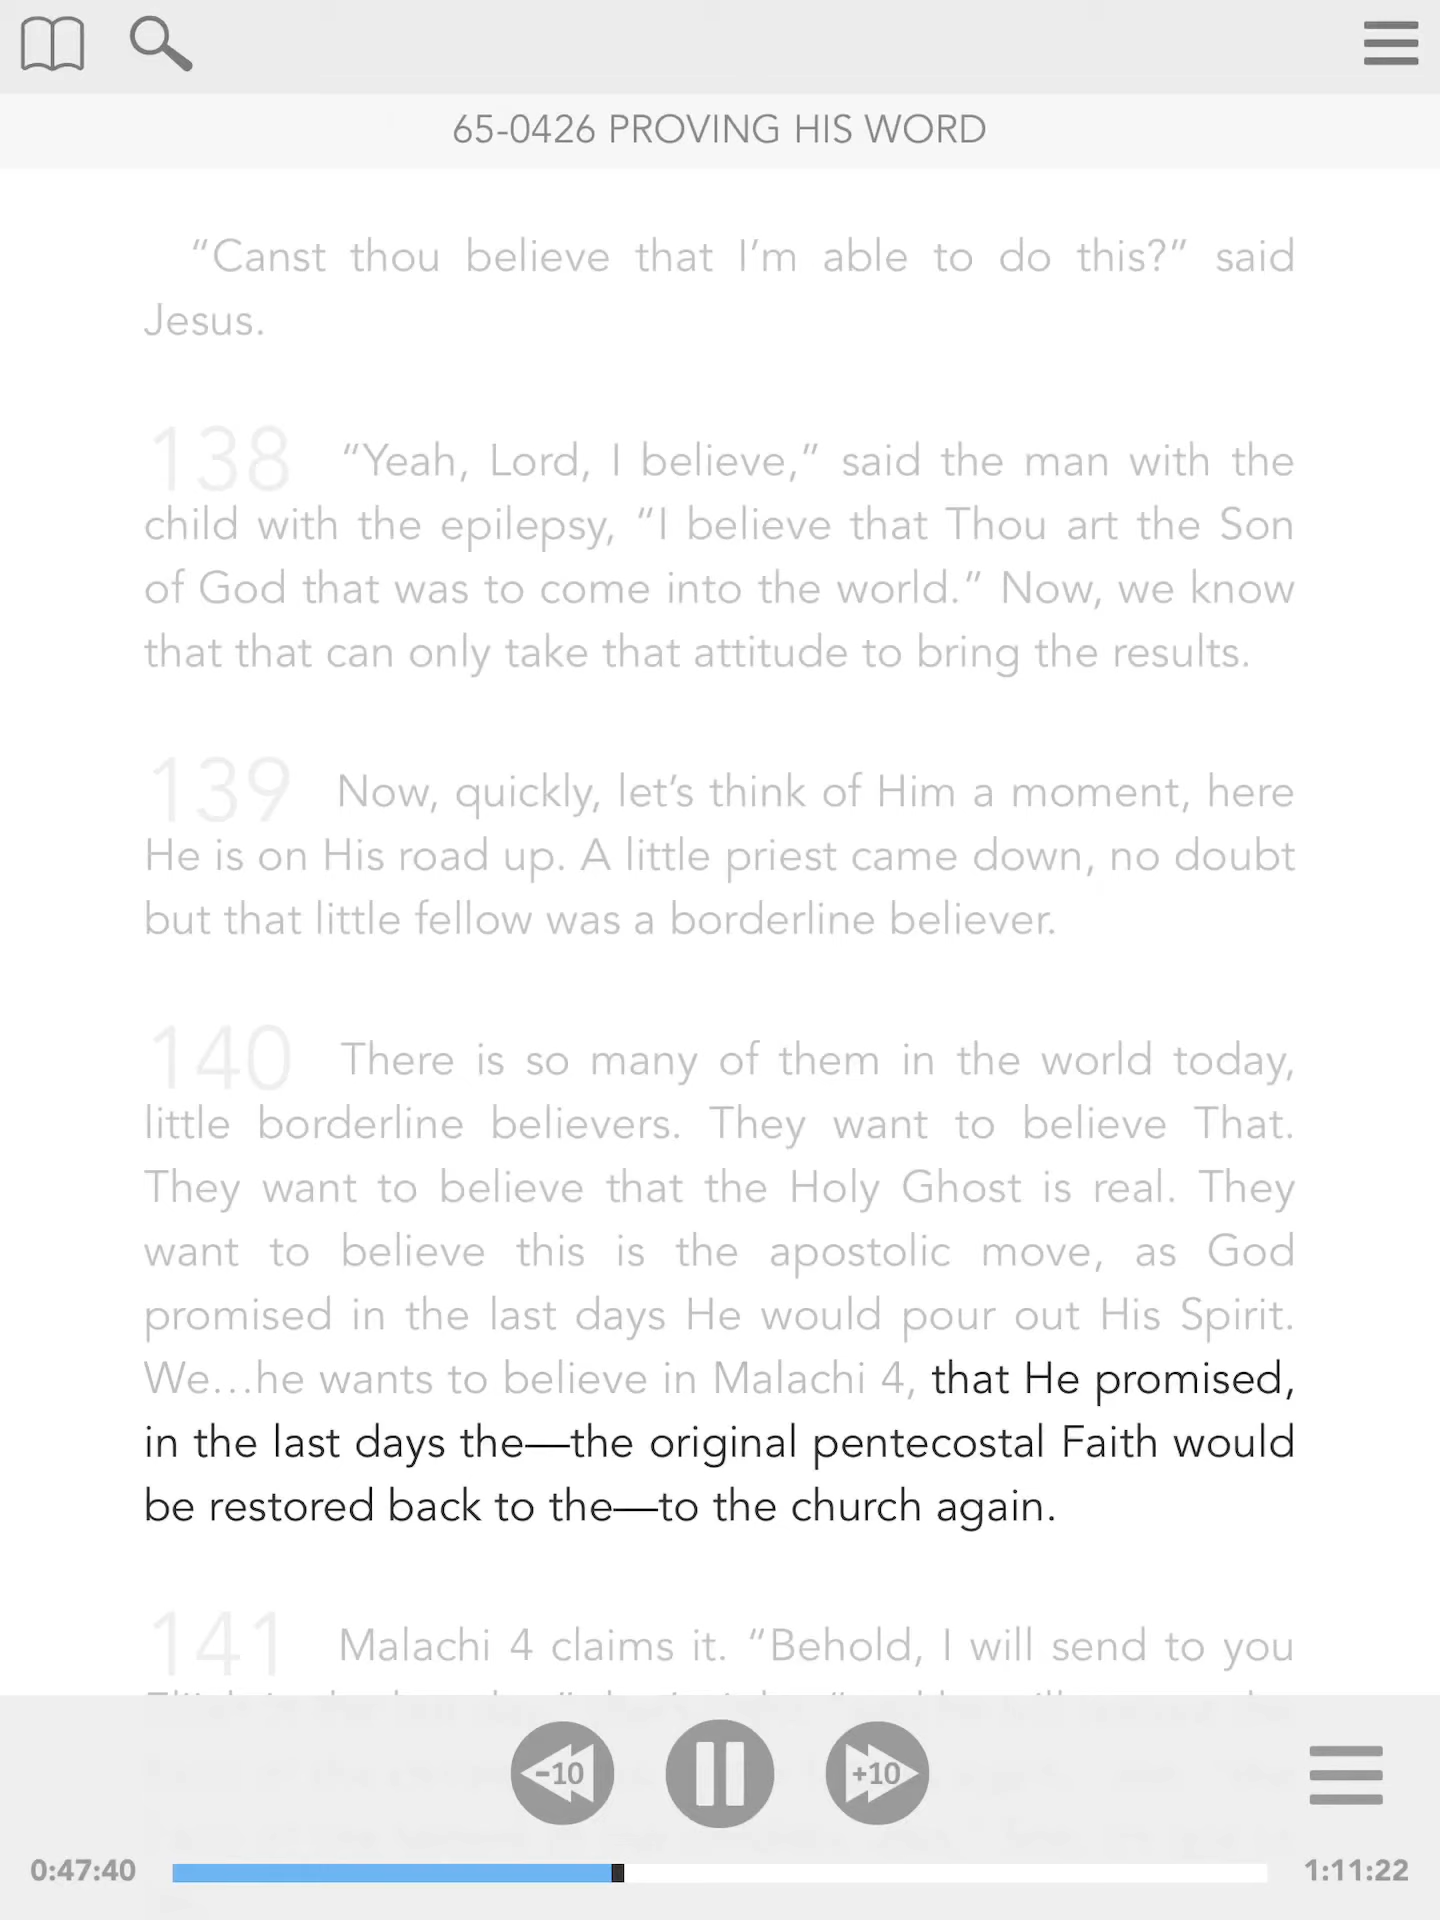 65-0426 PROVING HIS WORD
“Canst thou believe that I’m able to do this?” said
Jesus.
138 “Yeah, Lord, I believe,” said the man with the
child with the epilepsy, “I believe that Thou art the Son
of God that was to come into the world.” Now, we know
that that can only take that attitude to bring the results.
139 Now, quickly, let’s think of Him a moment, here
He is on His road up. A little priest came down, no doubt
but that little fellow was a borderline believer.
140 There is so many of them in the world today,
little borderline believers. They want to believe That.
They want to believe that the Holy Ghost is real. They
want to believe this is the apostolic move, as God
promised in the last days He would pour out His Spirit.
We…he wants to believe in Malachi 4, that He promised,
in the last days the—the original pentecostal Faith would
be restored back to the—to the church again.
141 Malachi 4 claims it. “Behold, I will send to you
-10 +10
0:47:40 1:11:22